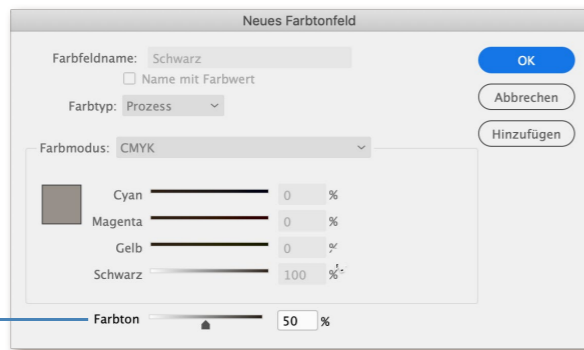 Neues Farbtonfeld
Farbfeldname: Schwarz
Name mit Farbwert
Farbtyp: Prozess
Farbmodus: CMYK
Cyan 0 %
Magenta 0 %
Gelb 0 %
Schwarz 100 %
Farbton 50 %
OK
Abbrechen
Hinzufügen